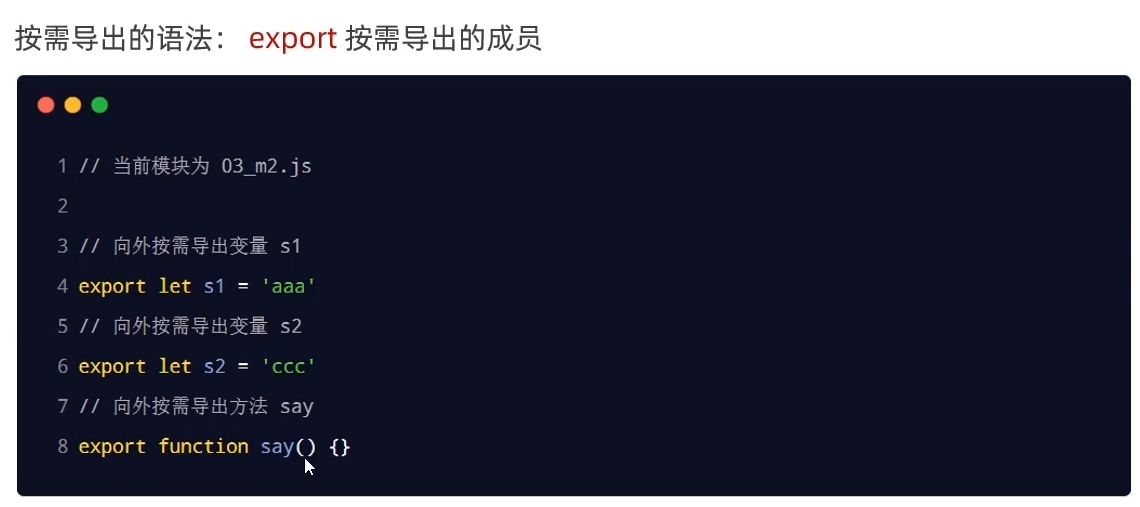 按需导出的语法： export 按需导出的成员
1 // 当前模块为 03_m2.js
2
3 // 向外按需导出变量 s1
4 export let s1 = 'aaa'
5 // 向外按需导出变量 s2
6 export let s2 = 'ccc'
7 // 向外按需导出方法 say
8 export function say() {}